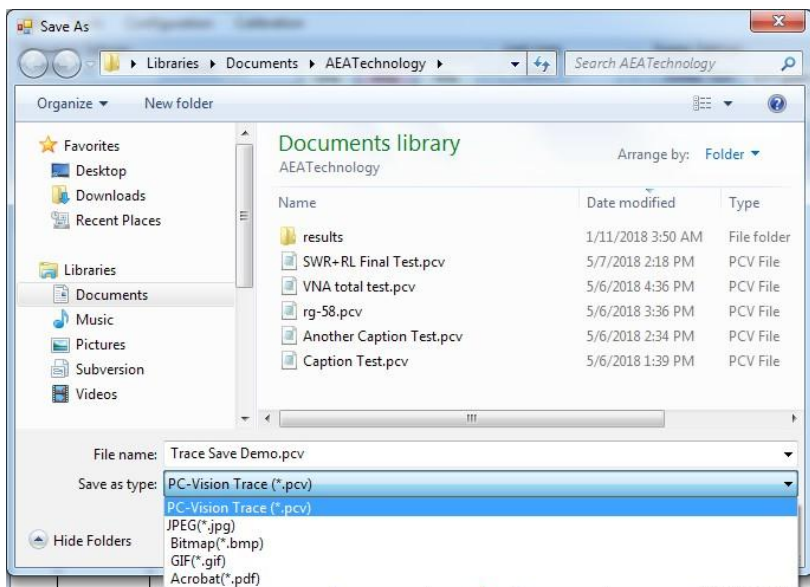 Save As
Configuration Calibration
Libraries Documents AEATechnology Search AEATechnology
Organize New folder
Favorites
Desktop
Downloads
Recent Places
Libraries
Documents
Music
Pictures
Subversion
Videos
Documents library
AEATechnology
Arrange by: Folder
Name Date modified Type
results 1/11/2018 3:50 AM File folder
SWR+RL Final Test.pcv 5/7/2018 2:18 PM PCV File
VNA total test.pcv 5/6/2018 4:36 PM PCV File
rg-58.pcv 5/6/2018 3:36 PM PCV File
Another Caption Test.pcv 5/6/2018 2:34 PM PCV File
Caption Test.pcv 5/6/2018 1:39 PM PCV File
File name: Trace Save Demo.pcv
Save as type: PC-Vision Trace (*.pcv)
PC-Vision Trace (*.pcv)
JPEG(*.jpg)
Bitmap(*.bmp)
GIF(*.gif)
Acrobat(*.pdf)
Hide Folders